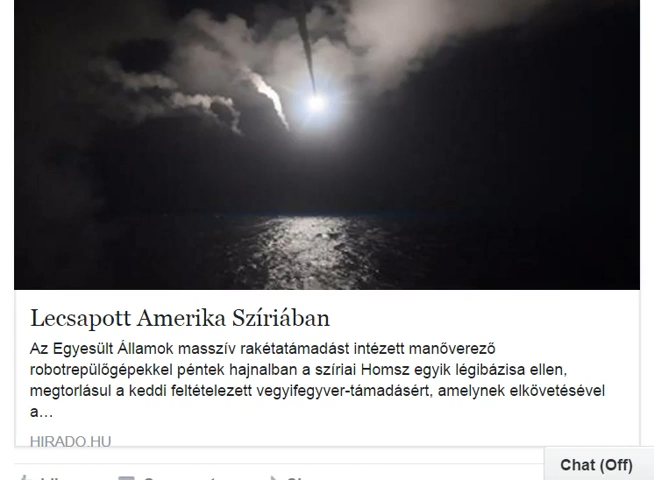 Lecsapott Amerika Szíriában
Az Egyesült Államok masszív rakétatámadást intézett manőverező
robotrepülőgépekkel péntek hajnalban a szíriai Homsz egyik légibázisa ellen,
megtorlásul a keddi feltételezett vegyifegyver-támadásért, amelynek elkövetésével
a…
HIRADO.HU
Chat (Off)